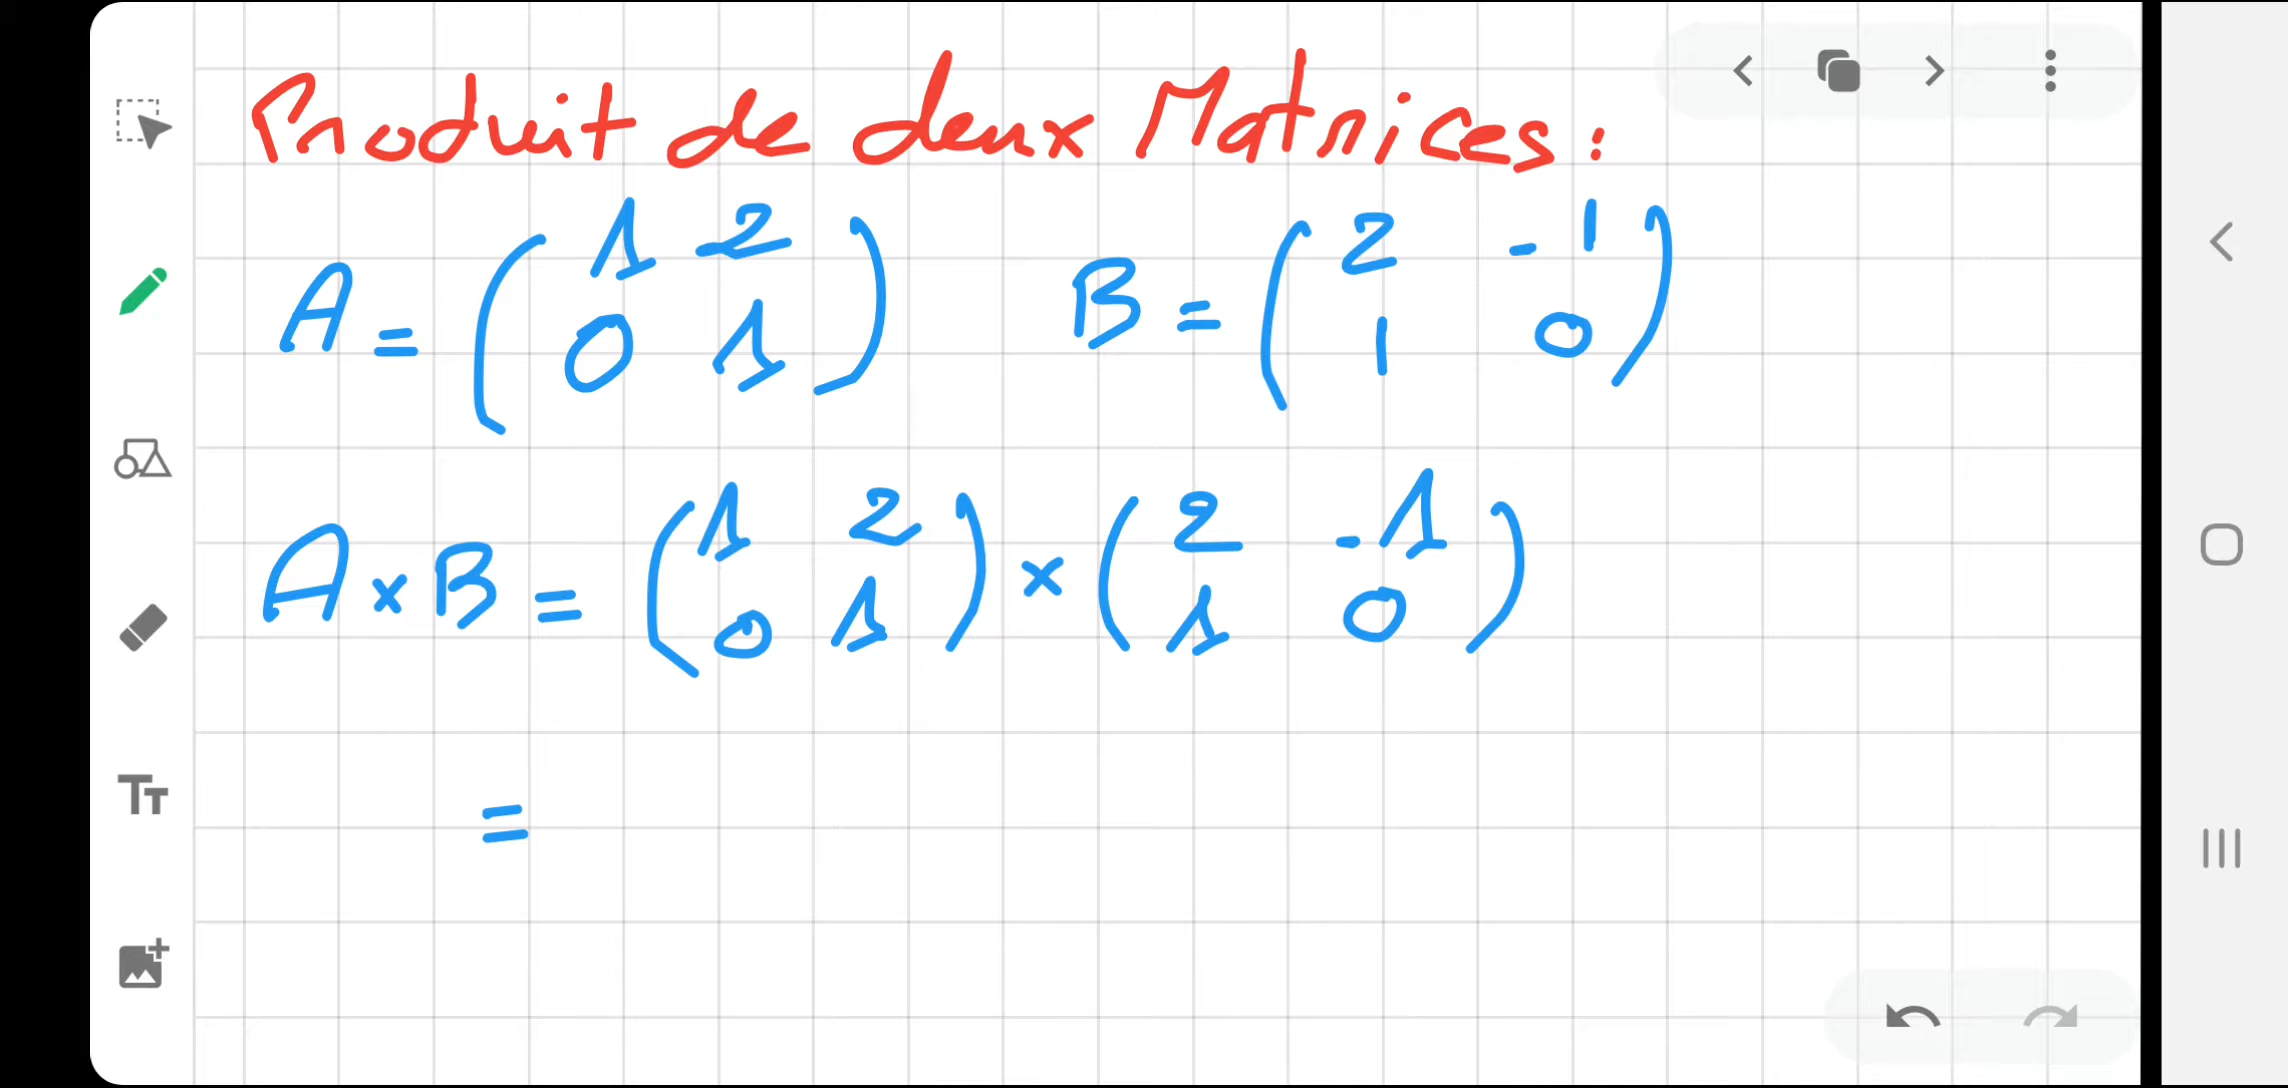 Produit de deux Matrices :
A = ( 1 2 ) B = ( 2 -1 )
0 1 1 0
A × B = ( 1 2 ) × ( 2 -1 )
0 1 1 0
=
TT